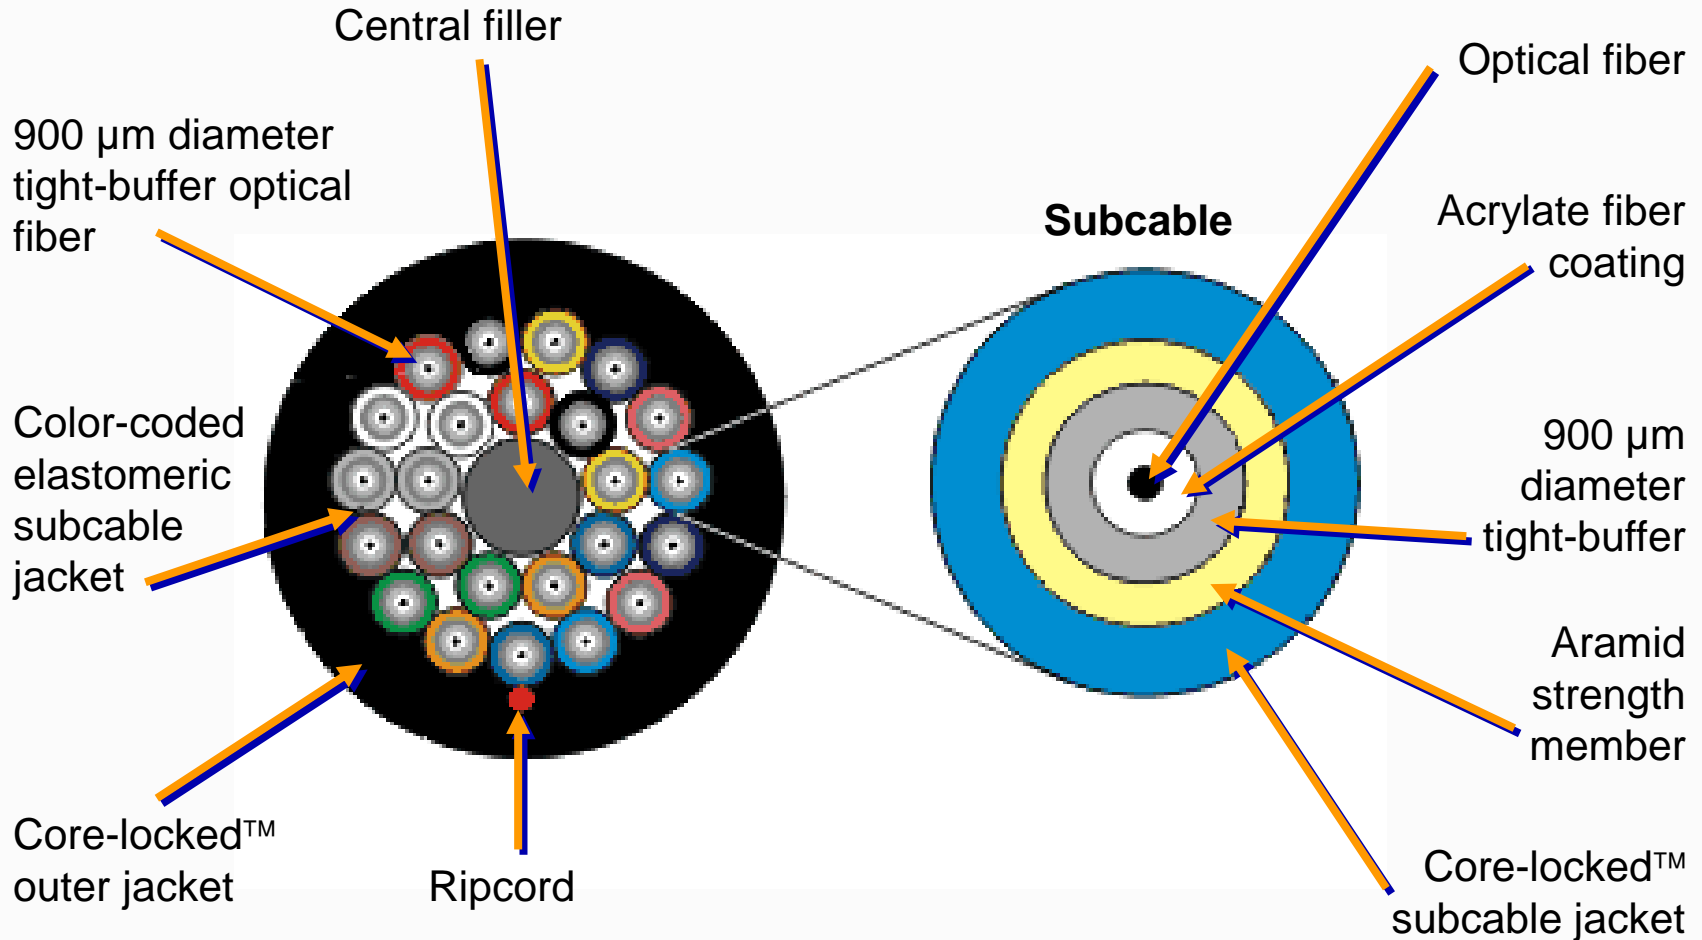 Central filler
Optical fiber
900 µm diameter
tight-buffer optical
fiber
Subcable
Acrylate fiber
coating
Color-coded
elastomeric
subcable
jacket
900 µm
diameter
tight-buffer
Aramid
strength
member
Core-locked™
outer jacket
Ripcord
Core-locked™
subcable jacket